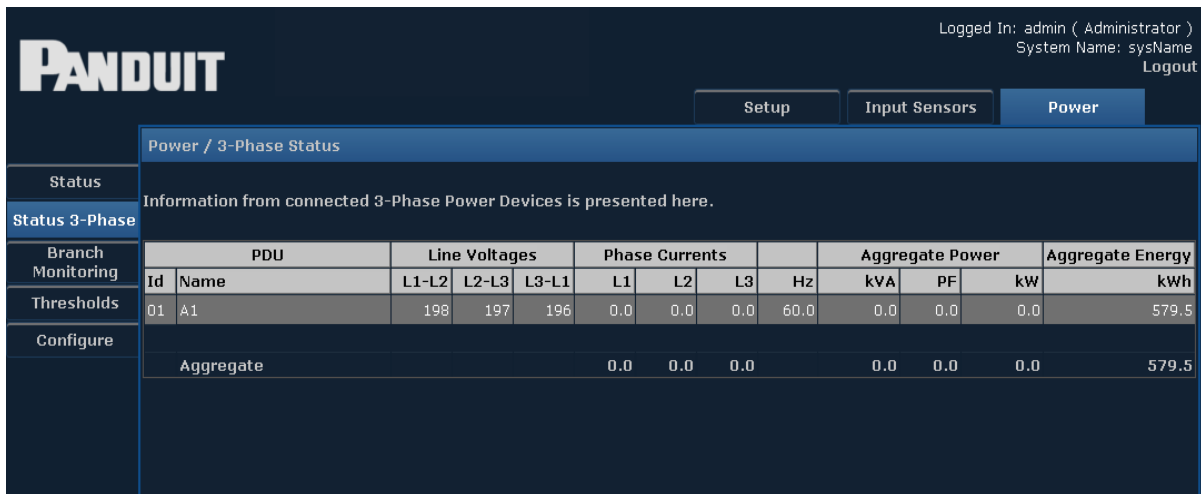 PANDUIT
Logged In: admin ( Administrator )
System Name: sysName
Logout
Setup
Input Sensors
Power
Power / 3-Phase Status
Status
Status 3-Phase
Branch
Monitoring
Thresholds
Configure
Information from connected 3-Phase Power Devices is presented here.
PDU Line Voltages Phase Currents Aggregate Power Aggregate Energy
Id Name L1-L2 L2-L3 L3-L1 L1 L2 L3 Hz kVA PF kW kWh
01 A1 198 197 196 0.0 0.0 0.0 60.0 0.0 0.0 0.0 579.5
Aggregate 0.0 0.0 0.0 0.0 0.0 0.0 579.5